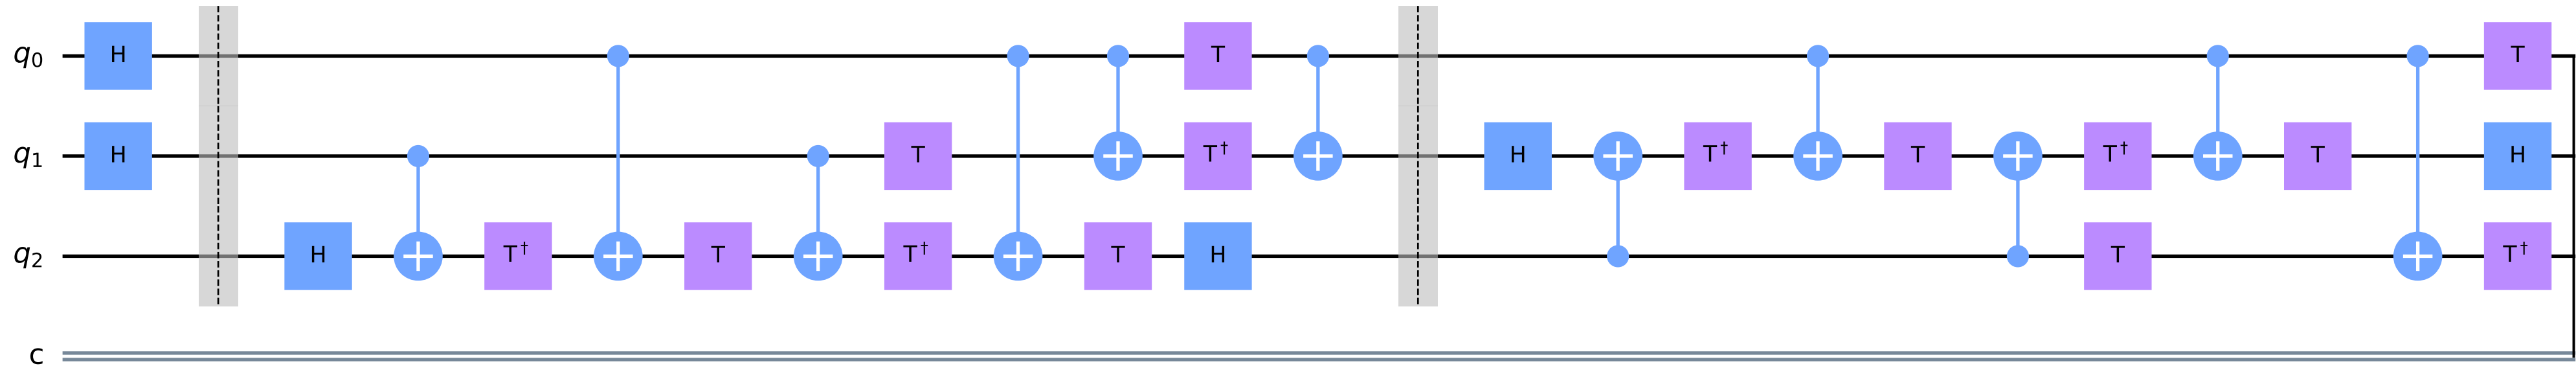 q0 H T T
q1 H T T† H T† T T† T H
q2 H T† T T† T H T T†
c